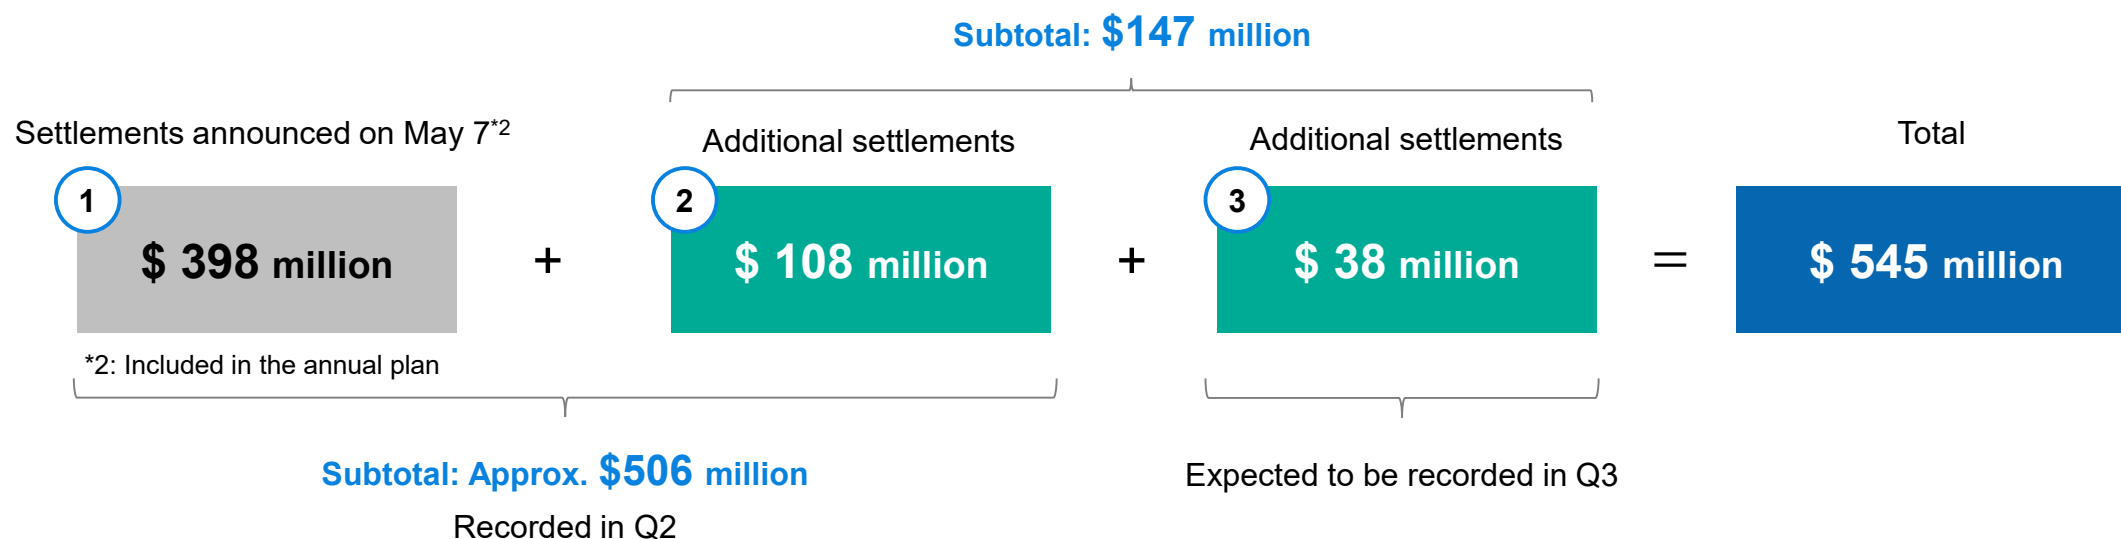 Subtotal: $147 million
Settlements announced on May 7*2
Additional settlements
Additional settlements
Total
1
2
3
$ 398 million
+
$ 108 million
+
$ 38 million
=
$ 545 million
*2: Included in the annual plan
Subtotal: Approx. $506 million
Expected to be recorded in Q3
Recorded in Q2